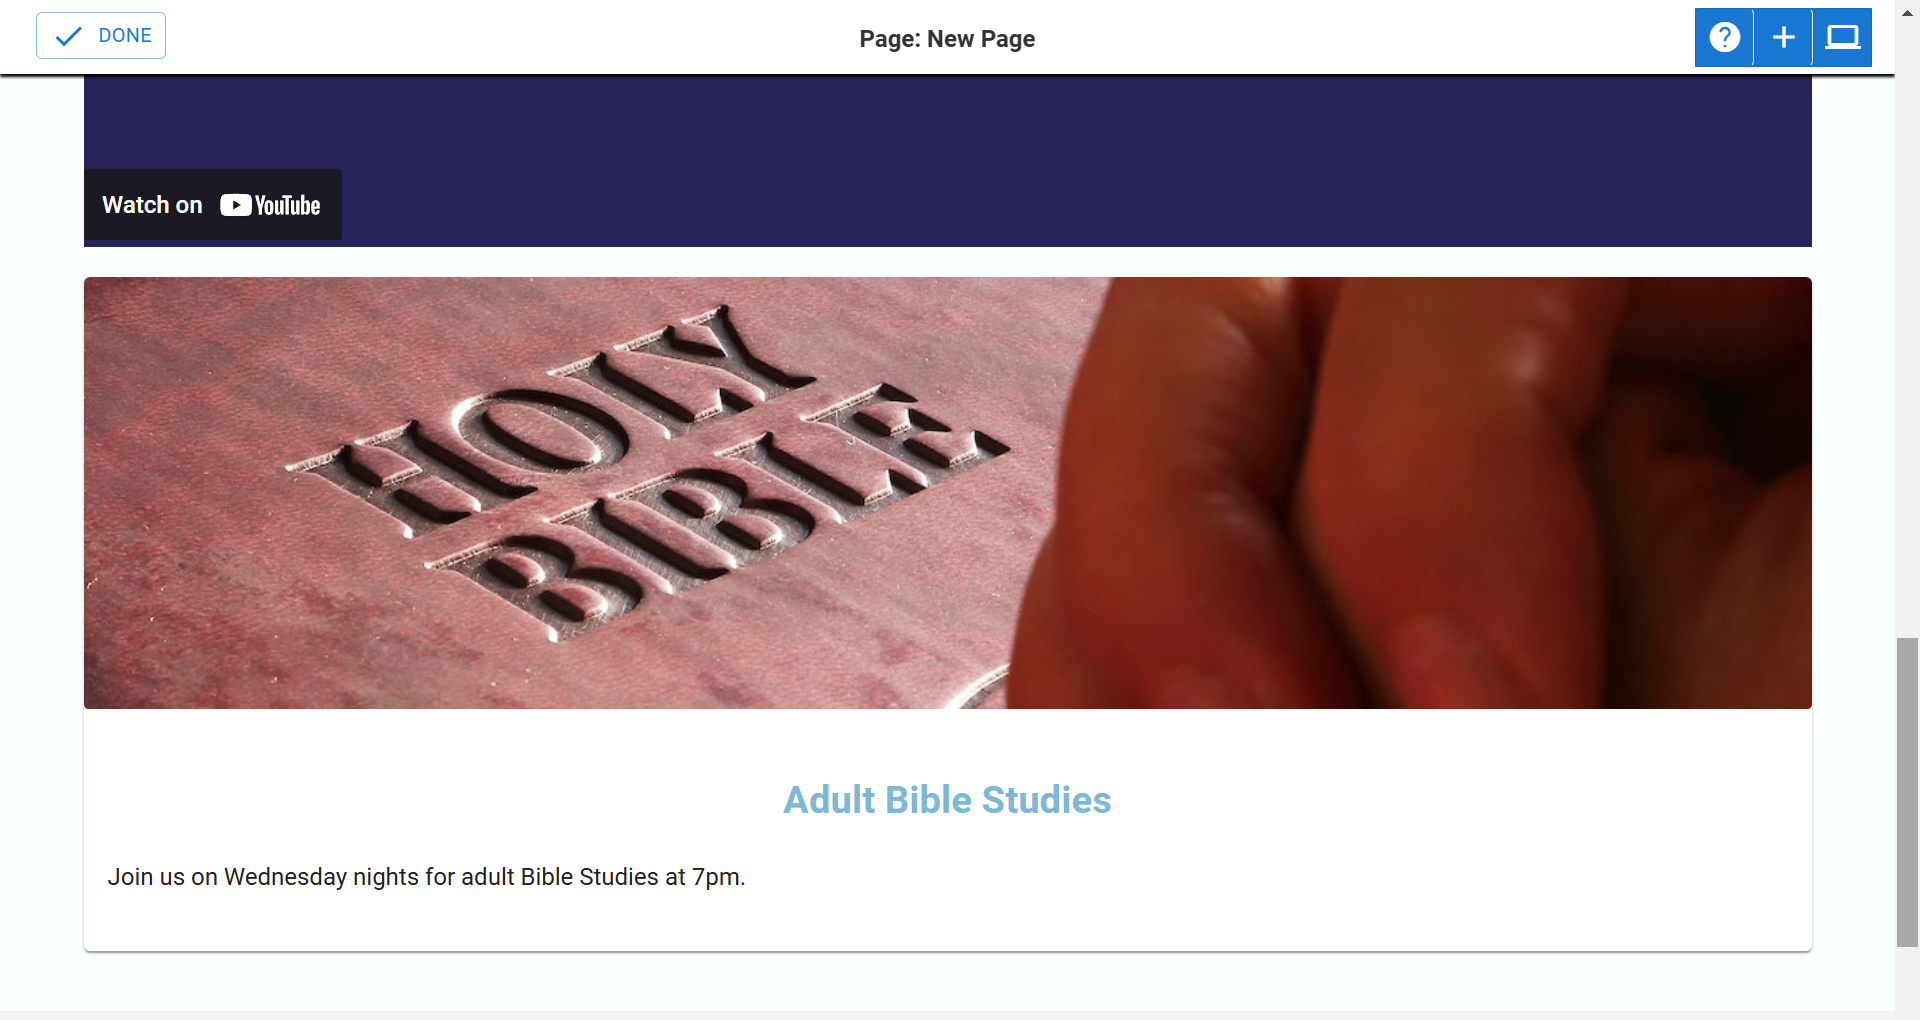 DONE
Page: New Page
Watch on YouTube
HOLY
BIBLE
Adult Bible Studies
Join us on Wednesday nights for adult Bible Studies at 7pm.